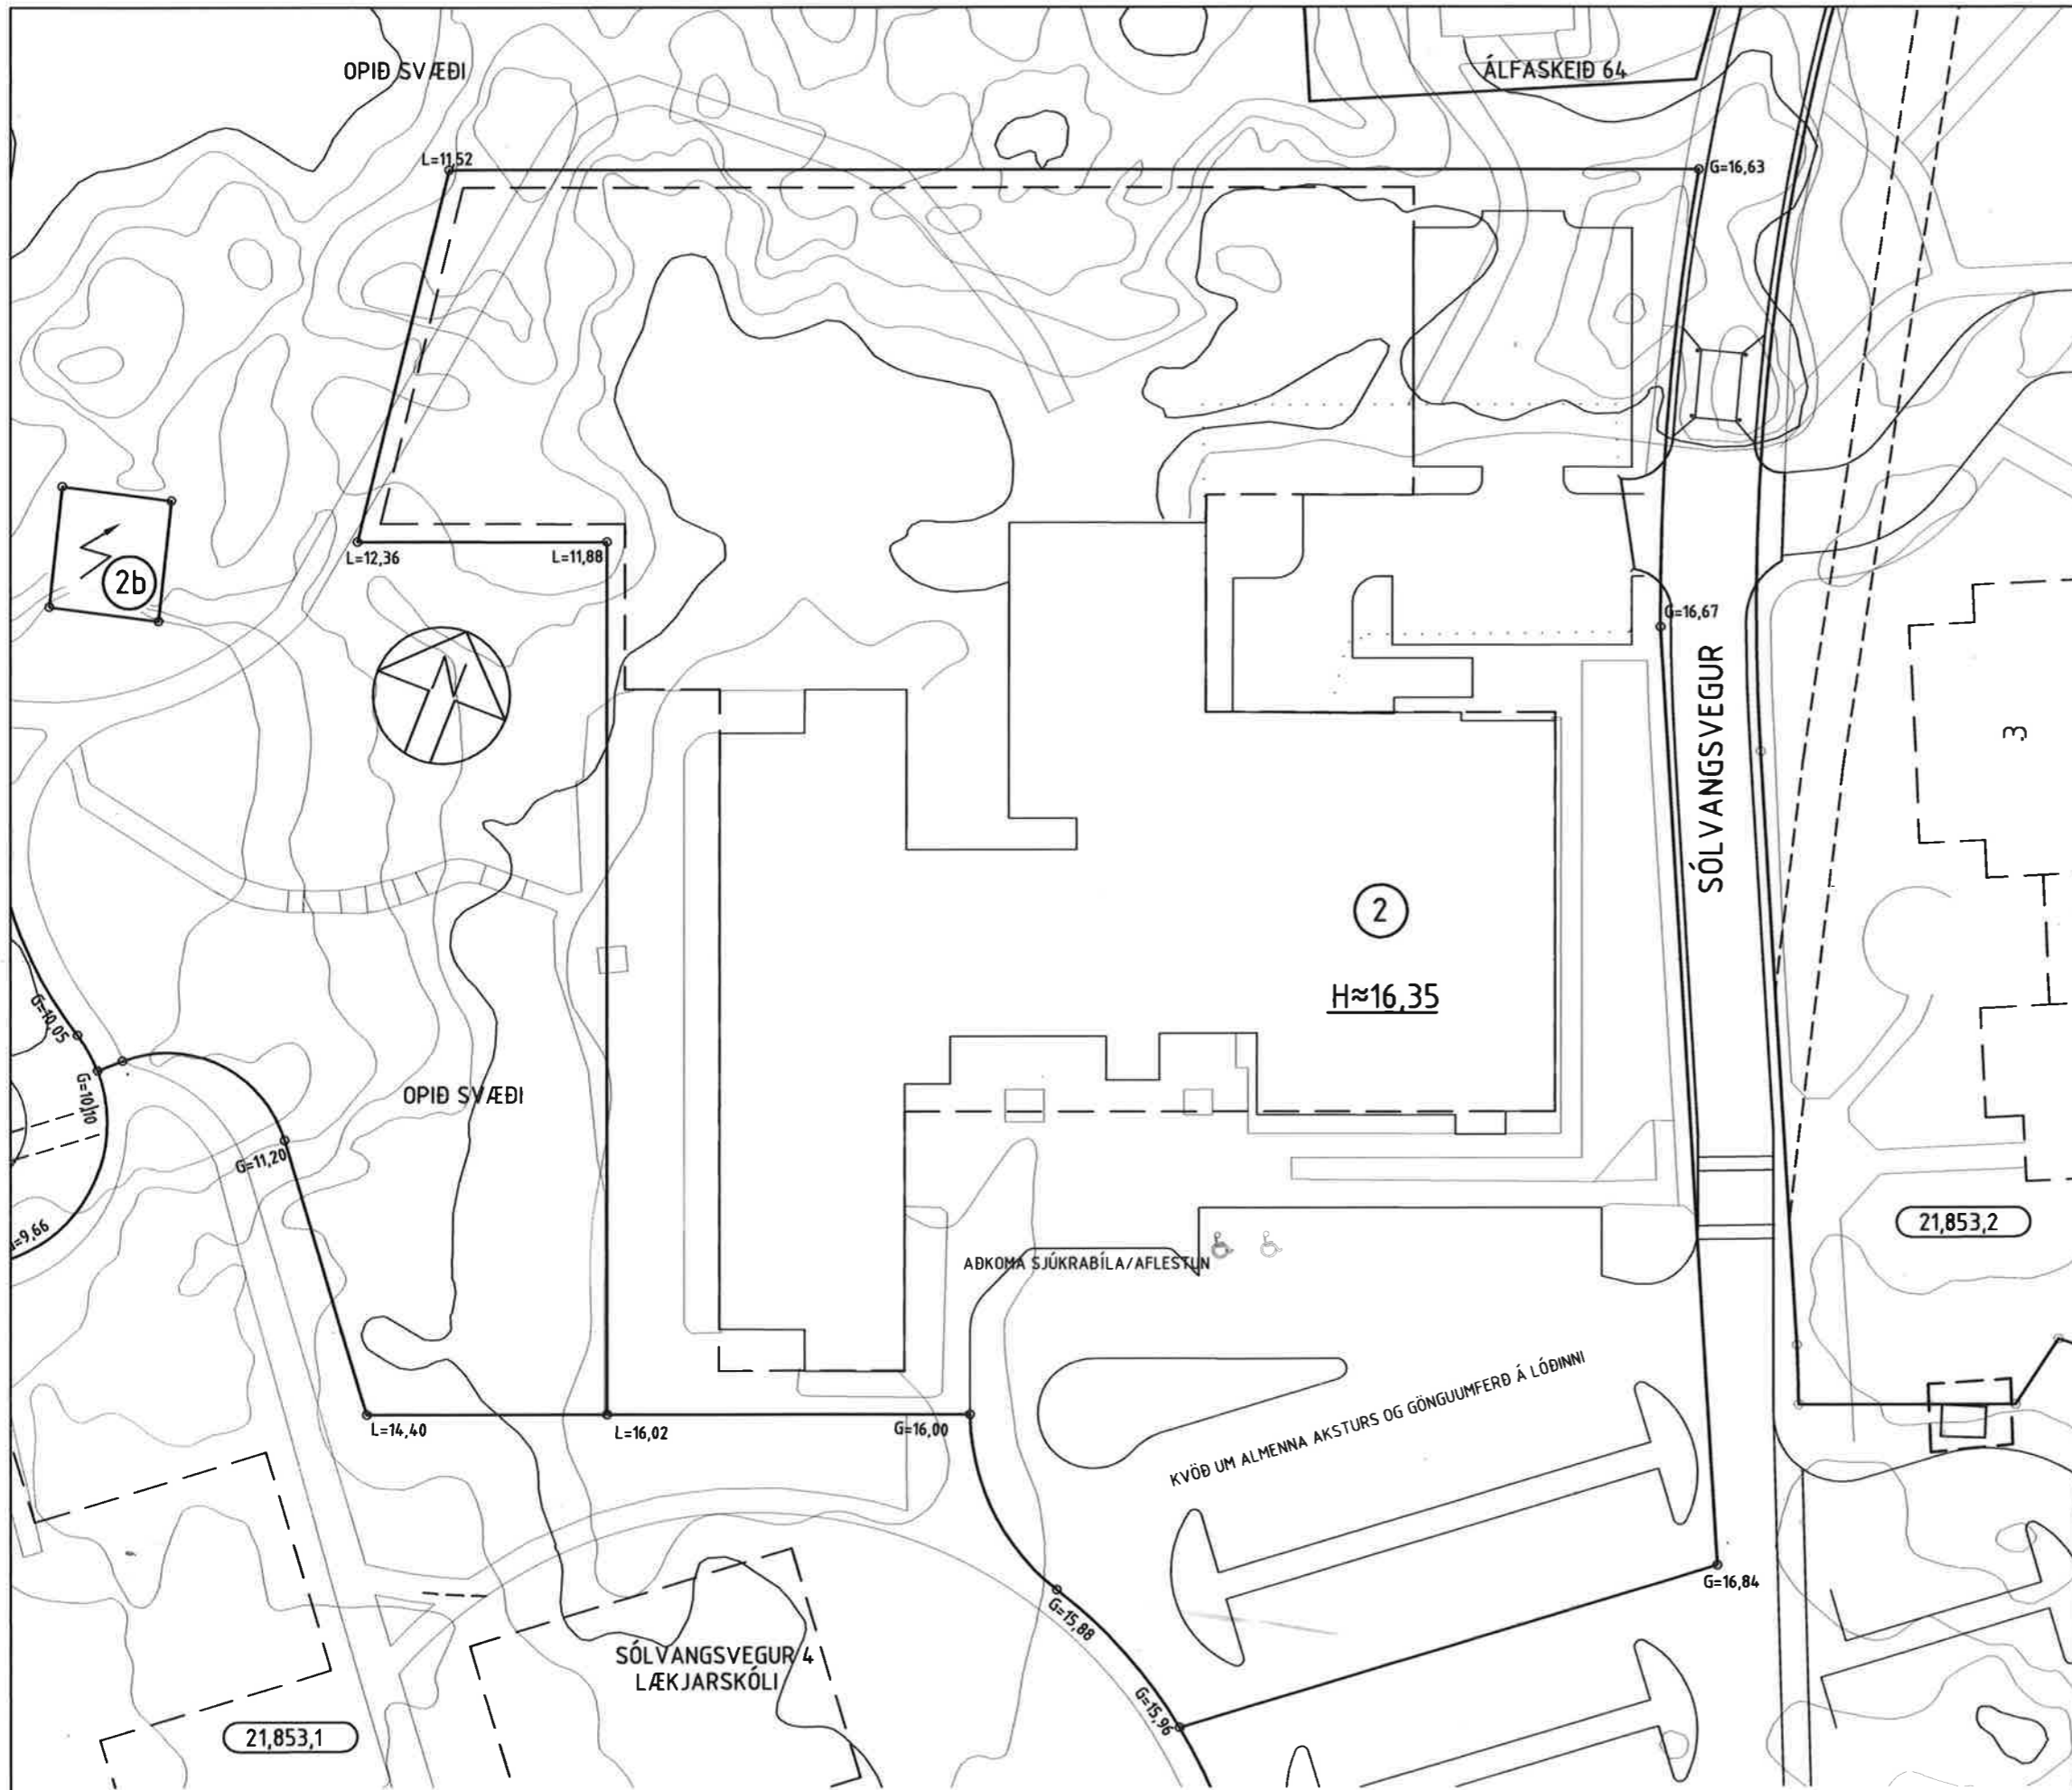 OPIÐ SVÆÐI
ÁLFASKEIÐ 64
L=11,52
G=16,63
L=12,36
L=11,88
2b
G=16,67
SÓLVANGSVEGUR
3
2
H≈16,35
G=10,05
G=10,10
OPIÐ SVÆÐI
G=11,20
=9,66
21,853,2
AÐKOMA SJÚKRABÍLA/AFLESTUN
KVÖÐ UM ALMENNA AKSTURS OG GÖNGUUMFERÐ Á LÓÐINNI
L=14,40
L=16,02
G=16,00
G=16,84
G=15,88
SÓLVANGSVEGUR 4
LÆKJARSKÓLI
G=15,96
21,853,1